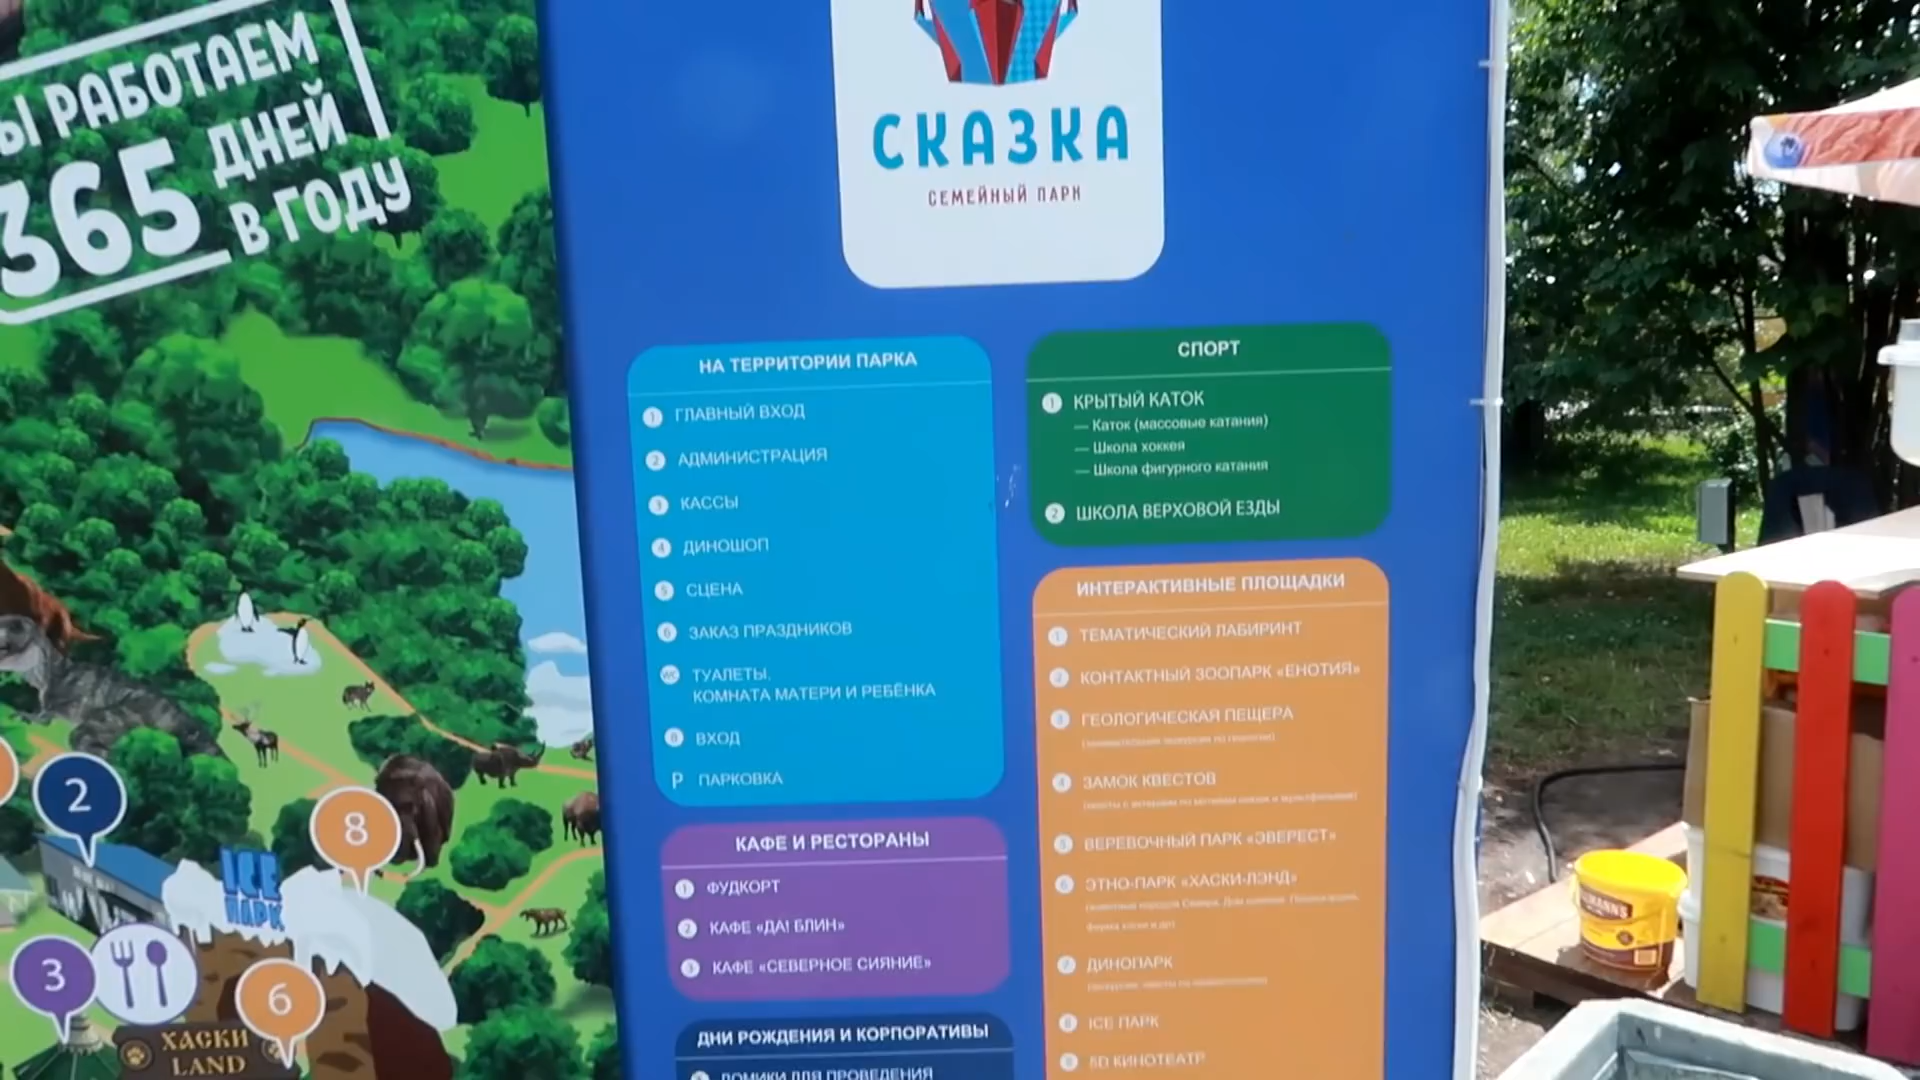 Ы РАБОТАЕМ
365 ДНЕЙ
В ГОДУ
2
8
ICE
ПАРК
3
6
ХАСКИ
LAND
СКАЗКА
СЕМЕЙНЫЙ ПАРК
НА ТЕРРИТОРИИ ПАРКА
1 ГЛАВНЫЙ ВХОД
2 АДМИНИСТРАЦИЯ
3 КАССЫ
4 ДИНОШОП
5 СЦЕНА
6 ЗАКАЗ ПРАЗДНИКОВ
WC ТУАЛЕТЫ,
КОМНАТА МАТЕРИ И РЕБЁНКА
8 ВХОД
P ПАРКОВКА
КАФЕ И РЕСТОРАНЫ
1 ФУДКОРТ
2 КАФЕ «ДА! БЛИН»
3 КАФЕ «СЕВЕРНОЕ СИЯНИЕ»
ДНИ РОЖДЕНИЯ И КОРПОРАТИВЫ
ДОМИКИ ДЛЯ ПРОВЕДЕНИЯ
СПОРТ
1 КРЫТЫЙ КАТОК
— Каток (массовые катания)
— Школа хоккея
— Школа фигурного катания
2 ШКОЛА ВЕРХОВОЙ ЕЗДЫ
ИНТЕРАКТИВНЫЕ ПЛОЩАДКИ
1 ТЕМАТИЧЕСКИЙ ЛАБИРИНТ
2 КОНТАКТНЫЙ ЗООПАРК «ЕНОТИЯ»
3 ГЕОЛОГИЧЕСКАЯ ПЕЩЕРА
4 ЗАМОК КВЕСТОВ
5 ВЕРЕВОЧНЫЙ ПАРК «ЭВЕРЕСТ»
6 ЭТНО-ПАРК «ХАСКИ-ЛЭНД»
7 ДИНОПАРК
8 ICE ПАРК
9 5D КИНОТЕАТР